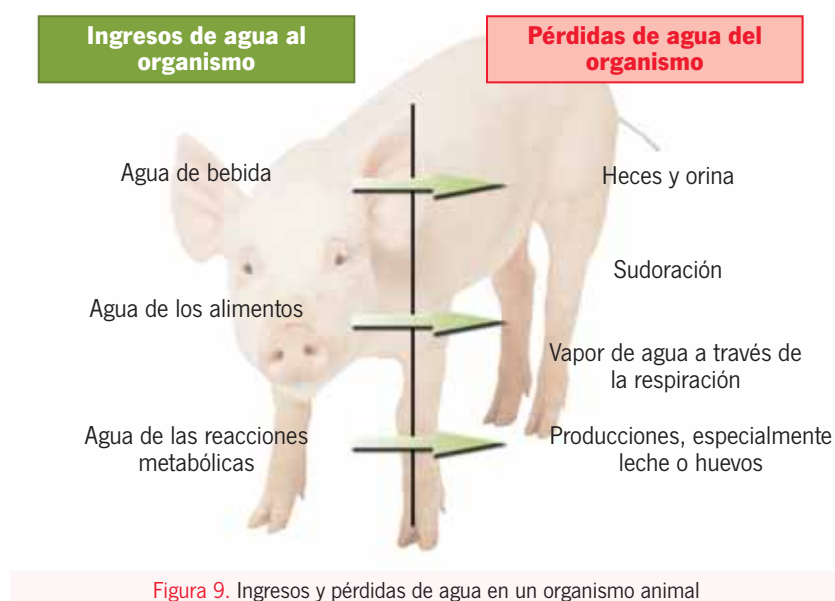 Ingresos de agua al
organismo
Pérdidas de agua del
organismo
Agua de bebida
Agua de los alimentos
Agua de las reacciones
metabólicas
Heces y orina
Sudoración
Vapor de agua a través de
la respiración
Producciones, especialmente
leche o huevos
Figura 9. Ingresos y pérdidas de agua en un organismo animal